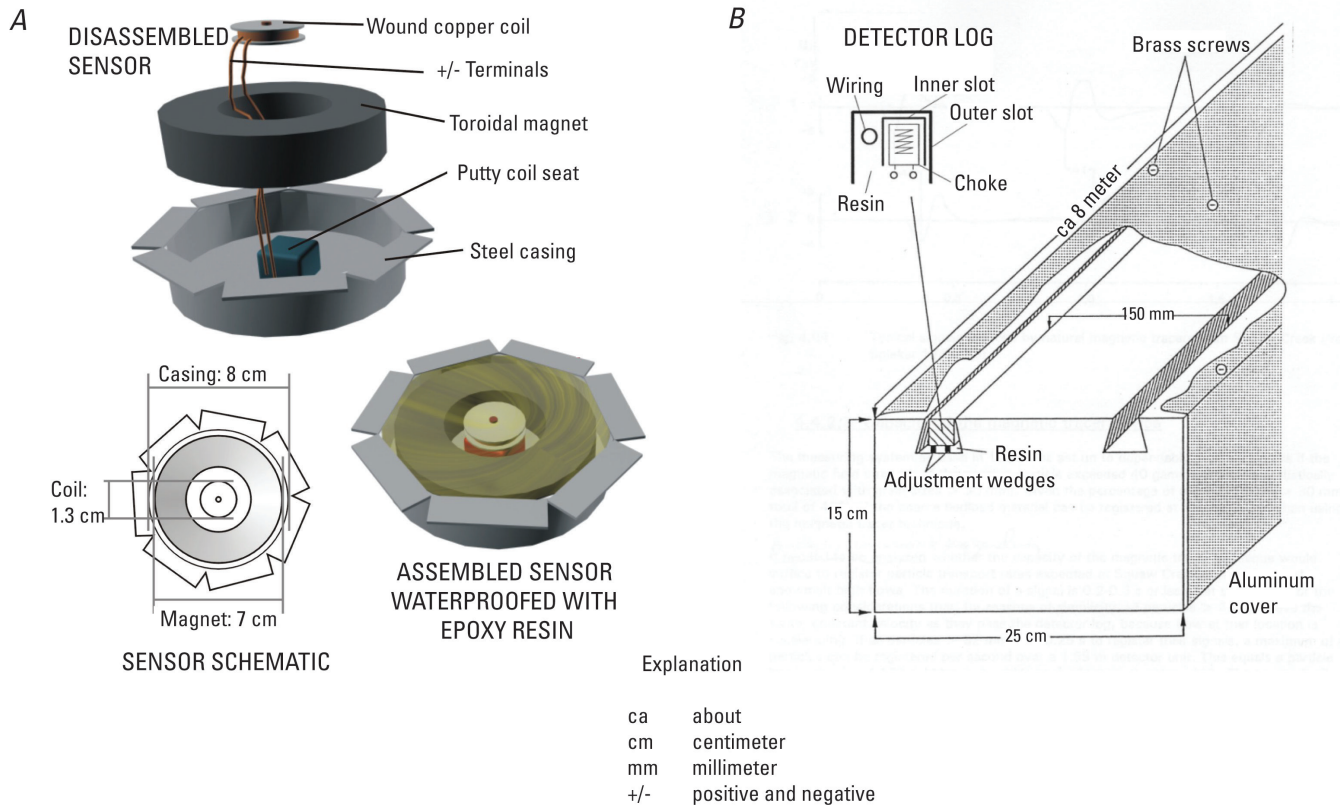 A
DISASSEMBLED
SENSOR
Wound copper coil
+/- Terminals
Toroidal magnet
Putty coil seat
Steel casing
Casing: 8 cm
Coil:
1.3 cm
Magnet: 7 cm
SENSOR SCHEMATIC
ASSEMBLED SENSOR
WATERPROOFED WITH
EPOXY RESIN
B
DETECTOR LOG
Brass screws
Wiring
Inner slot
Outer slot
Choke
Resin
ca 8 meter
150 mm
Resin
Adjustment wedges
15 cm
25 cm
Aluminum
cover
Explanation
ca about
cm centimeter
mm millimeter
+/- positive and negative